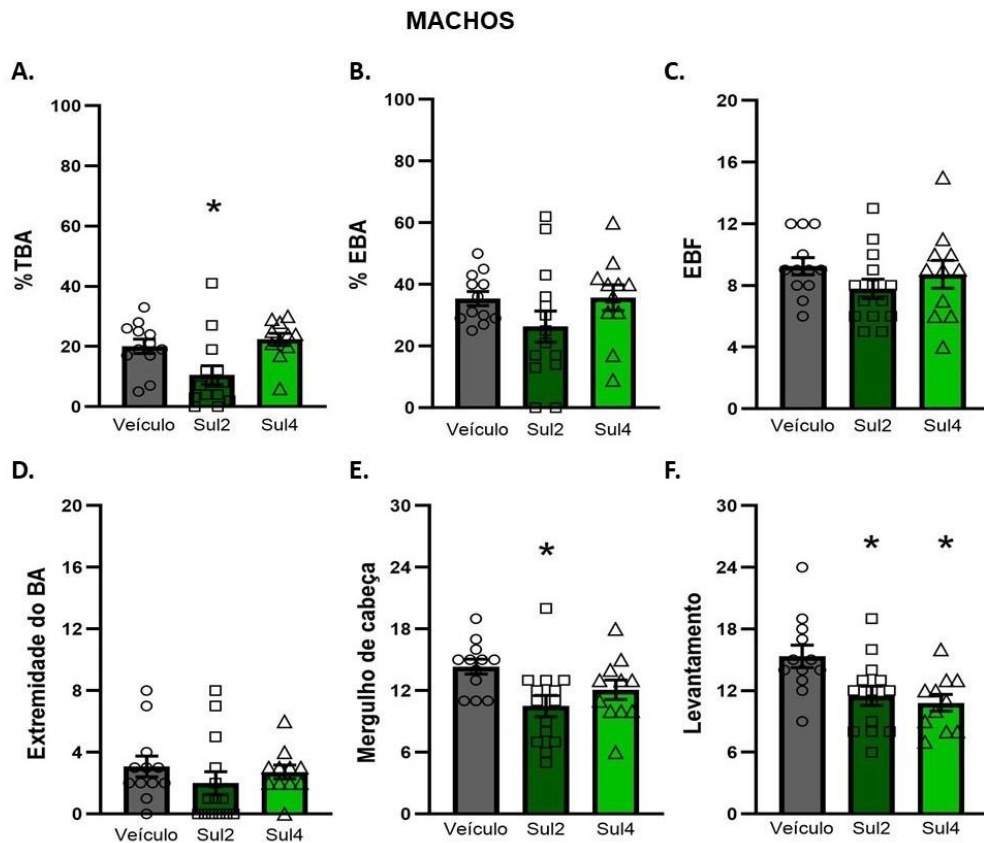 MACHOS
A.
100
80
60
40
20
0
%TBA
*
Veículo Sul2 Sul4
B.
100
80
60
40
20
0
% EBA
Veículo Sul2 Sul4
C.
20
16
12
8
4
0
EBF
Veículo Sul2 Sul4
D.
20
16
12
8
4
0
Extremidade do BA
Veículo Sul2 Sul4
E.
30
24
18
12
6
0
Mergulho de cabeça
*
Veículo Sul2 Sul4
F.
30
24
18
12
6
0
Levantamento
* *
Veículo Sul2 Sul4